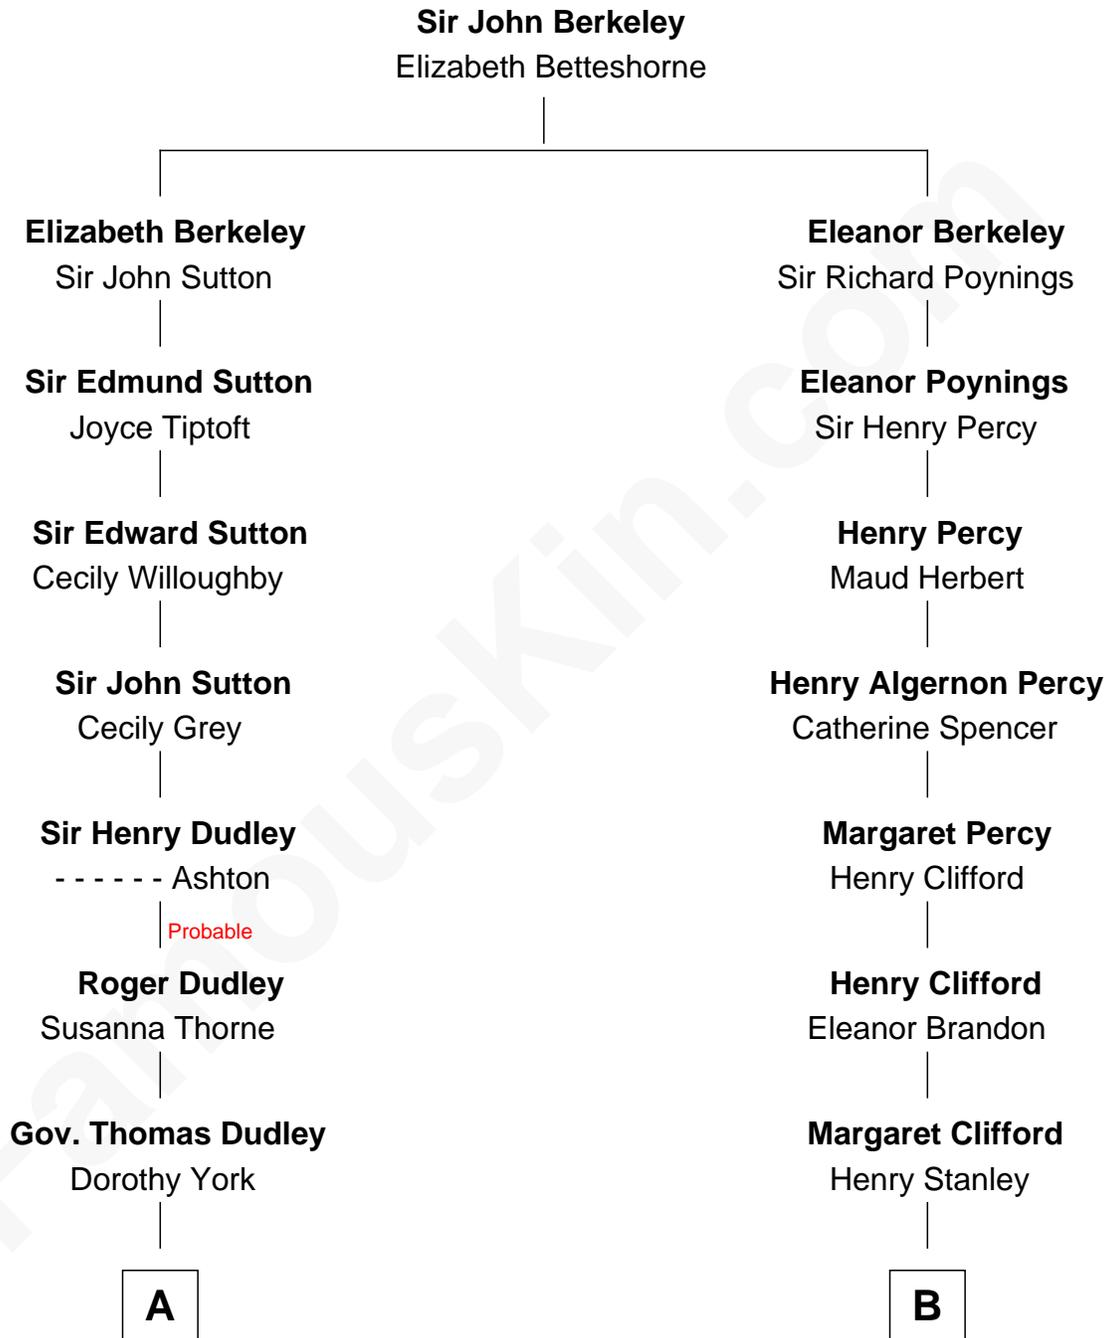 Sir John Berkeley
Elizabeth Betteshorne
Elizabeth Berkeley
Sir John Sutton
Sir Edmund Sutton
Joyce Tiptoft
Sir Edward Sutton
Cecily Willoughby
Sir John Sutton
Cecily Grey
Sir Henry Dudley
- - - - - - Ashton
Probable
Roger Dudley
Susanna Thorne
Gov. Thomas Dudley
Dorothy York
A
Eleanor Berkeley
Sir Richard Poynings
Eleanor Poynings
Sir Henry Percy
Henry Percy
Maud Herbert
Henry Algernon Percy
Catherine Spencer
Margaret Percy
Henry Clifford
Henry Clifford
Eleanor Brandon
Margaret Clifford
Henry Stanley
B
FamousKin.com